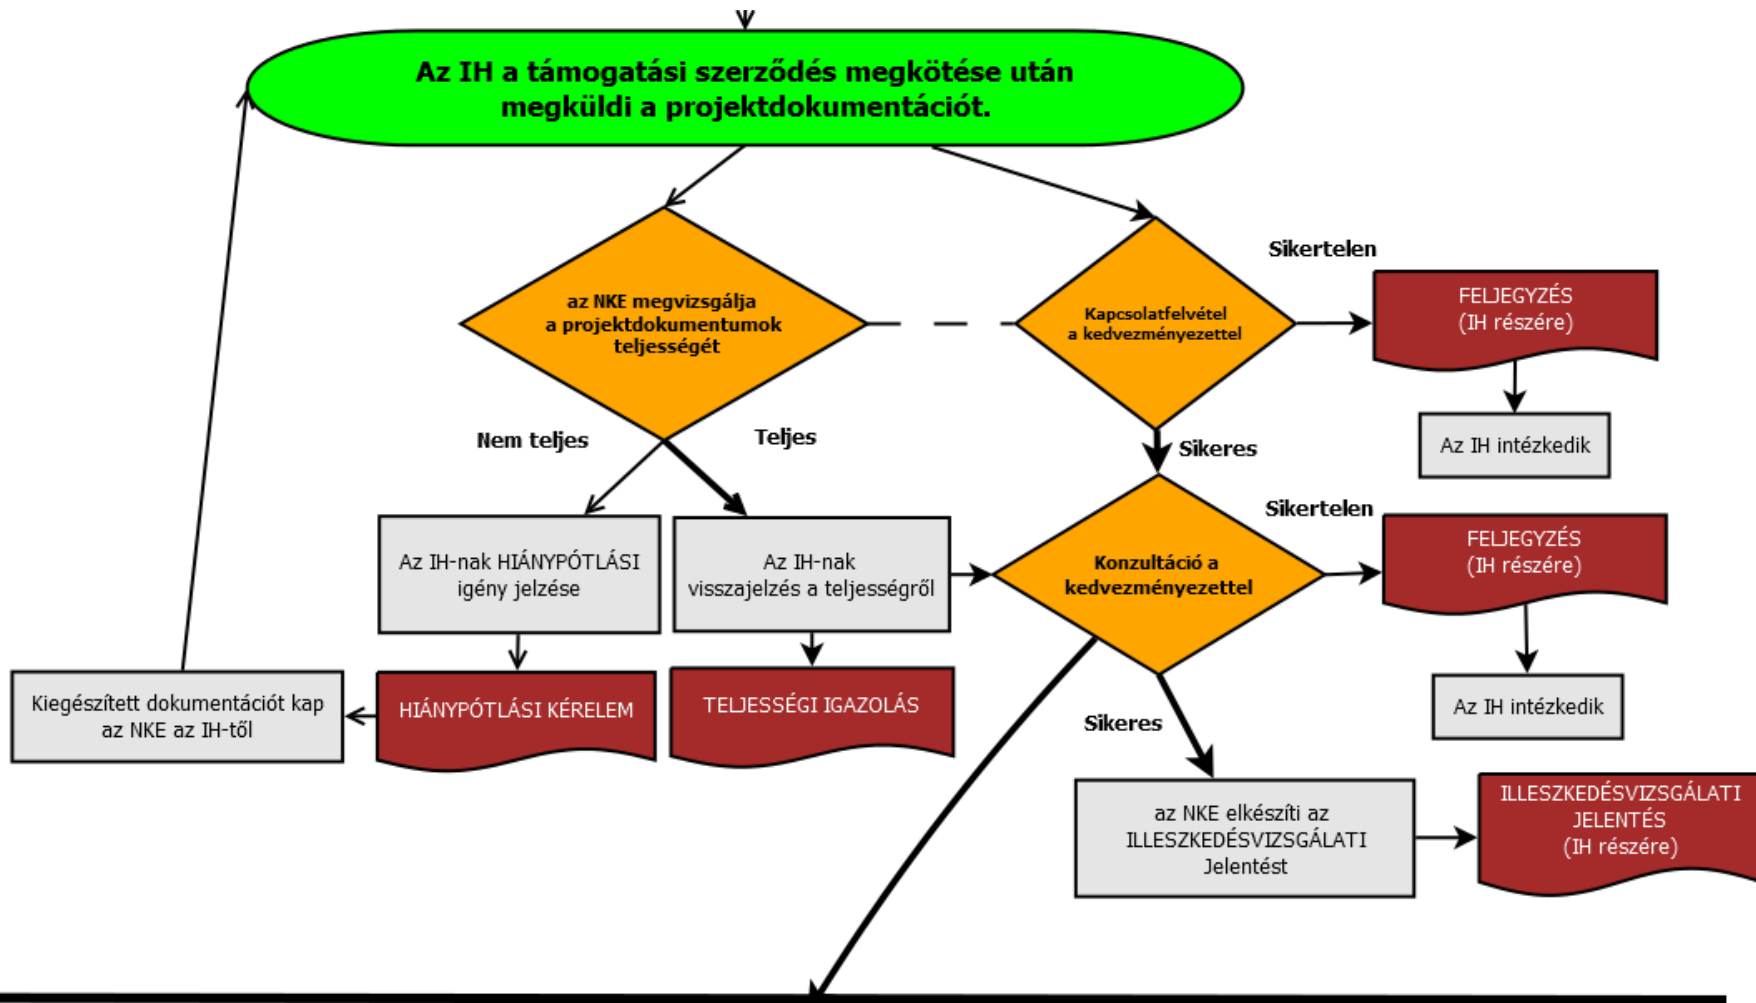 Az IH a támogatási szerződés megkötése után
megküldi a projektdokumentációt.
az NKE megvizsgálja
a projektdokumentumok
teljességét
Kapcsolatfelvétel
a kedvezményezettel
Sikertelen
FELJEGYZÉS
(IH részére)
Az IH intézkedik
Nem teljes
Teljes
Sikeres
Az IH-nak HIÁNYPÓTLÁSI
igény jelzése
Az IH-nak
visszajelzés a teljességről
Konzultáció a
kedvezményezettel
Sikertelen
FELJEGYZÉS
(IH részére)
Az IH intézkedik
Kiegészített dokumentációt kap
az NKE az IH-től
HIÁNYPÓTLÁSI KÉRELEM
TELJESSÉGI IGAZOLÁS
Sikeres
az NKE elkészíti az
ILLESZKEDÉSVIZSGÁLATI
Jelentést
ILLESZKEDÉSVIZSGÁLATI
JELENTÉS
(IH részére)